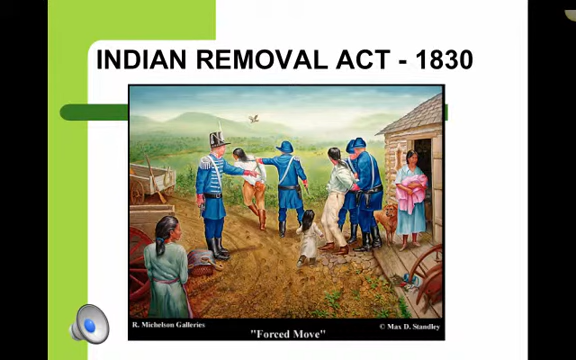 INDIAN REMOVAL ACT - 1830
R. Michelson Galleries
"Forced Move"
© Max D. Standley